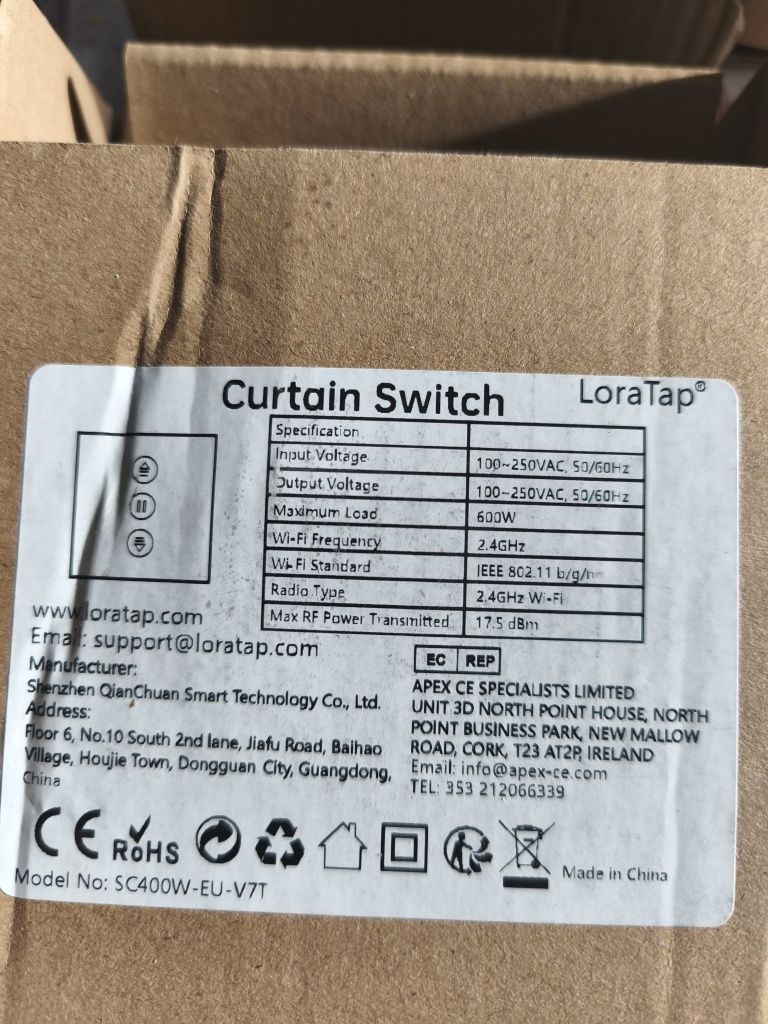 Curtain Switch
LoraTap®
Specification
Input Voltage 100~250VAC, 50/60Hz
Output Voltage 100~250VAC, 50/60Hz
Maximum Load 600W
Wi-Fi Frequency 2.4GHz
Wi-Fi Standard IEEE 802.11 b/g/n
Radio Type 2.4GHz Wi-Fi
Max RF Power Transmitted 17.5 dBm
www.loratap.com
Email: support@loratap.com
Manufacturer:
Shenzhen QianChuan Smart Technology Co., Ltd.
Address:
Floor 6, No.10 South 2nd lane, Jiafu Road, Baihao
Village, Houjie Town, Dongguan City, Guangdong,
China
EC REP
APEX CE SPECIALISTS LIMITED
UNIT 3D NORTH POINT HOUSE, NORTH
POINT BUSINESS PARK, NEW MALLOW
ROAD, CORK, T23 AT2P, IRELAND
Email: info@apex-ce.com
TEL: 353 212066339
CE RoHS
Made in China
Model No: SC400W-EU-V7T